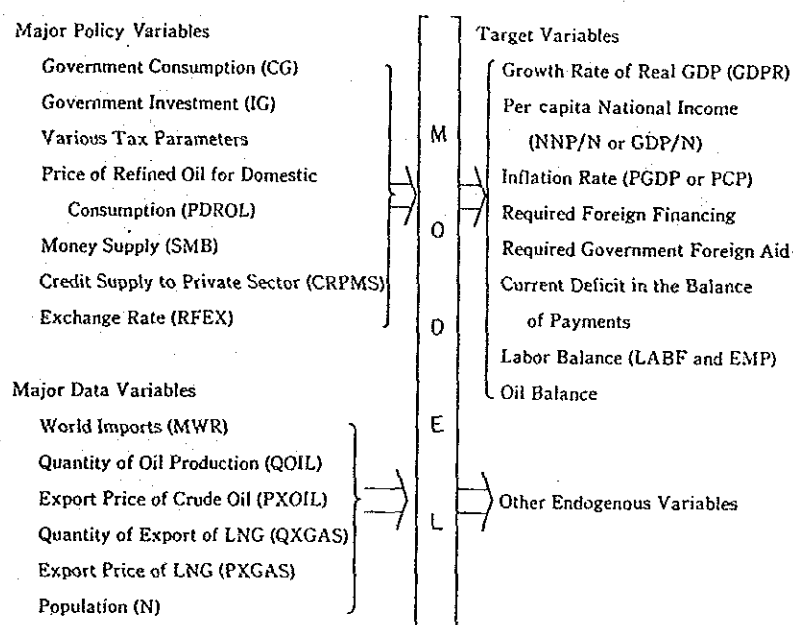 Major Policy Variables
Government Consumption (CG)
Government Investment (IG)
Various Tax Parameters
Price of Refined Oil for Domestic
Consumption (PDROL)
Money Supply (SMB)
Credit Supply to Private Sector (CRPMS)
Exchange Rate (RFEX)
Major Data Variables
World Imports (MWR)
Quantity of Oil Production (QOIL)
Export Price of Crude Oil (PXOIL)
Quantity of Export of LNG (QXGAS)
Export Price of LNG (PXGAS)
Population (N)
M
O
D
E
L
Target Variables
Growth Rate of Real GDP (GDPR)
Per capita National Income
(NNP/N or GDP/N)
Inflation Rate (PGDP or PCP)
Required Foreign Financing
Required Government Foreign Aid
Current Deficit in the Balance
of Payments
Labor Balance (LABF and EMP)
Oil Balance
Other Endogenous Variables